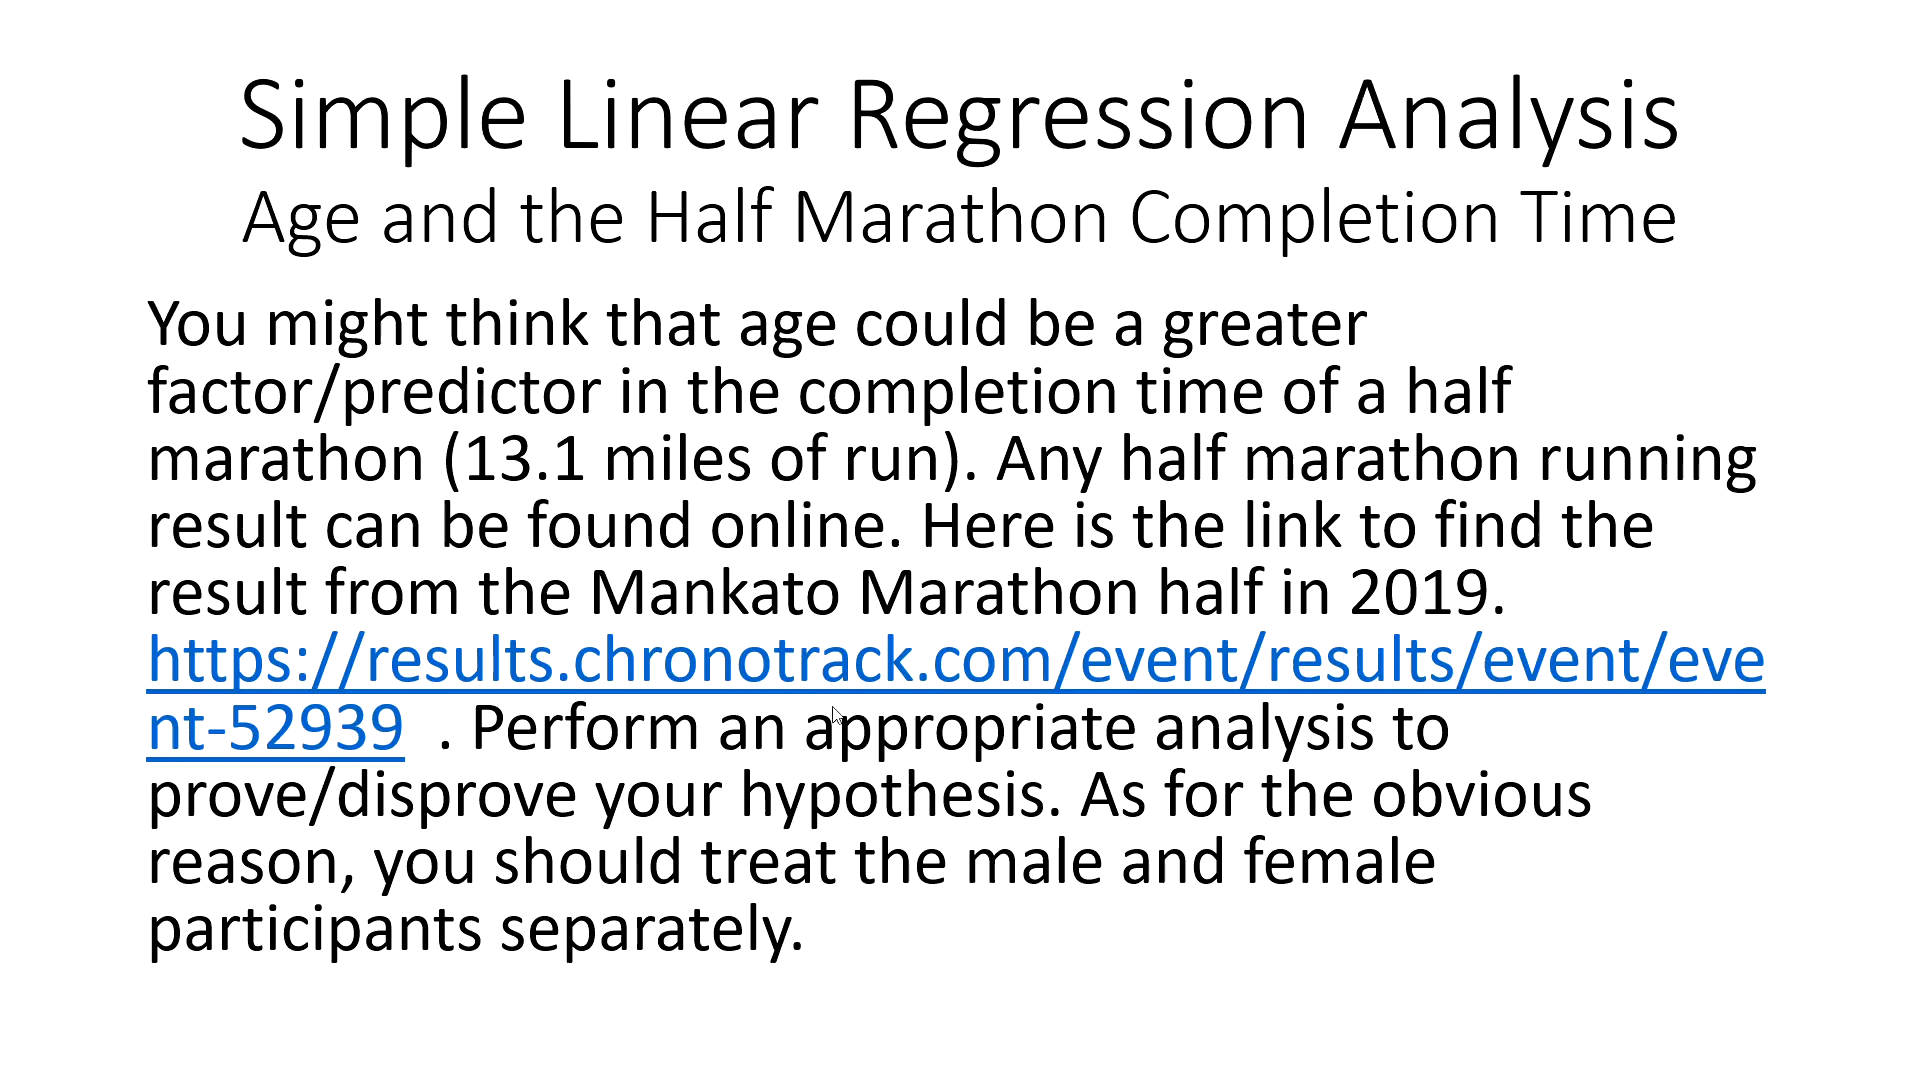 Simple Linear Regression Analysis
Age and the Half Marathon Completion Time
You might think that age could be a greater
factor/predictor in the completion time of a half
marathon (13.1 miles of run). Any half marathon running
result can be found online. Here is the link to find the
result from the Mankato Marathon half in 2019.
https://results.chronotrack.com/event/results/event/eve
nt-52939 . Perform an appropriate analysis to
prove/disprove your hypothesis. As for the obvious
reason, you should treat the male and female
participants separately.